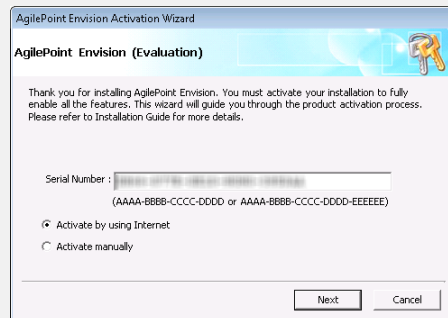 AgilePoint Envision Activation Wizard
AgilePoint Envision (Evaluation)
Thank you for installing AgilePoint Envision. You must activate your installation to fully
enable all the features. This wizard will guide you through the product activation process.
Please refer to Installation Guide for more details.
Serial Number :
(AAAA-BBBB-CCCC-DDDD or AAAA-BBBB-CCCC-DDDD-EEEEEE)
Activate by using Internet
Activate manually
Next
Cancel